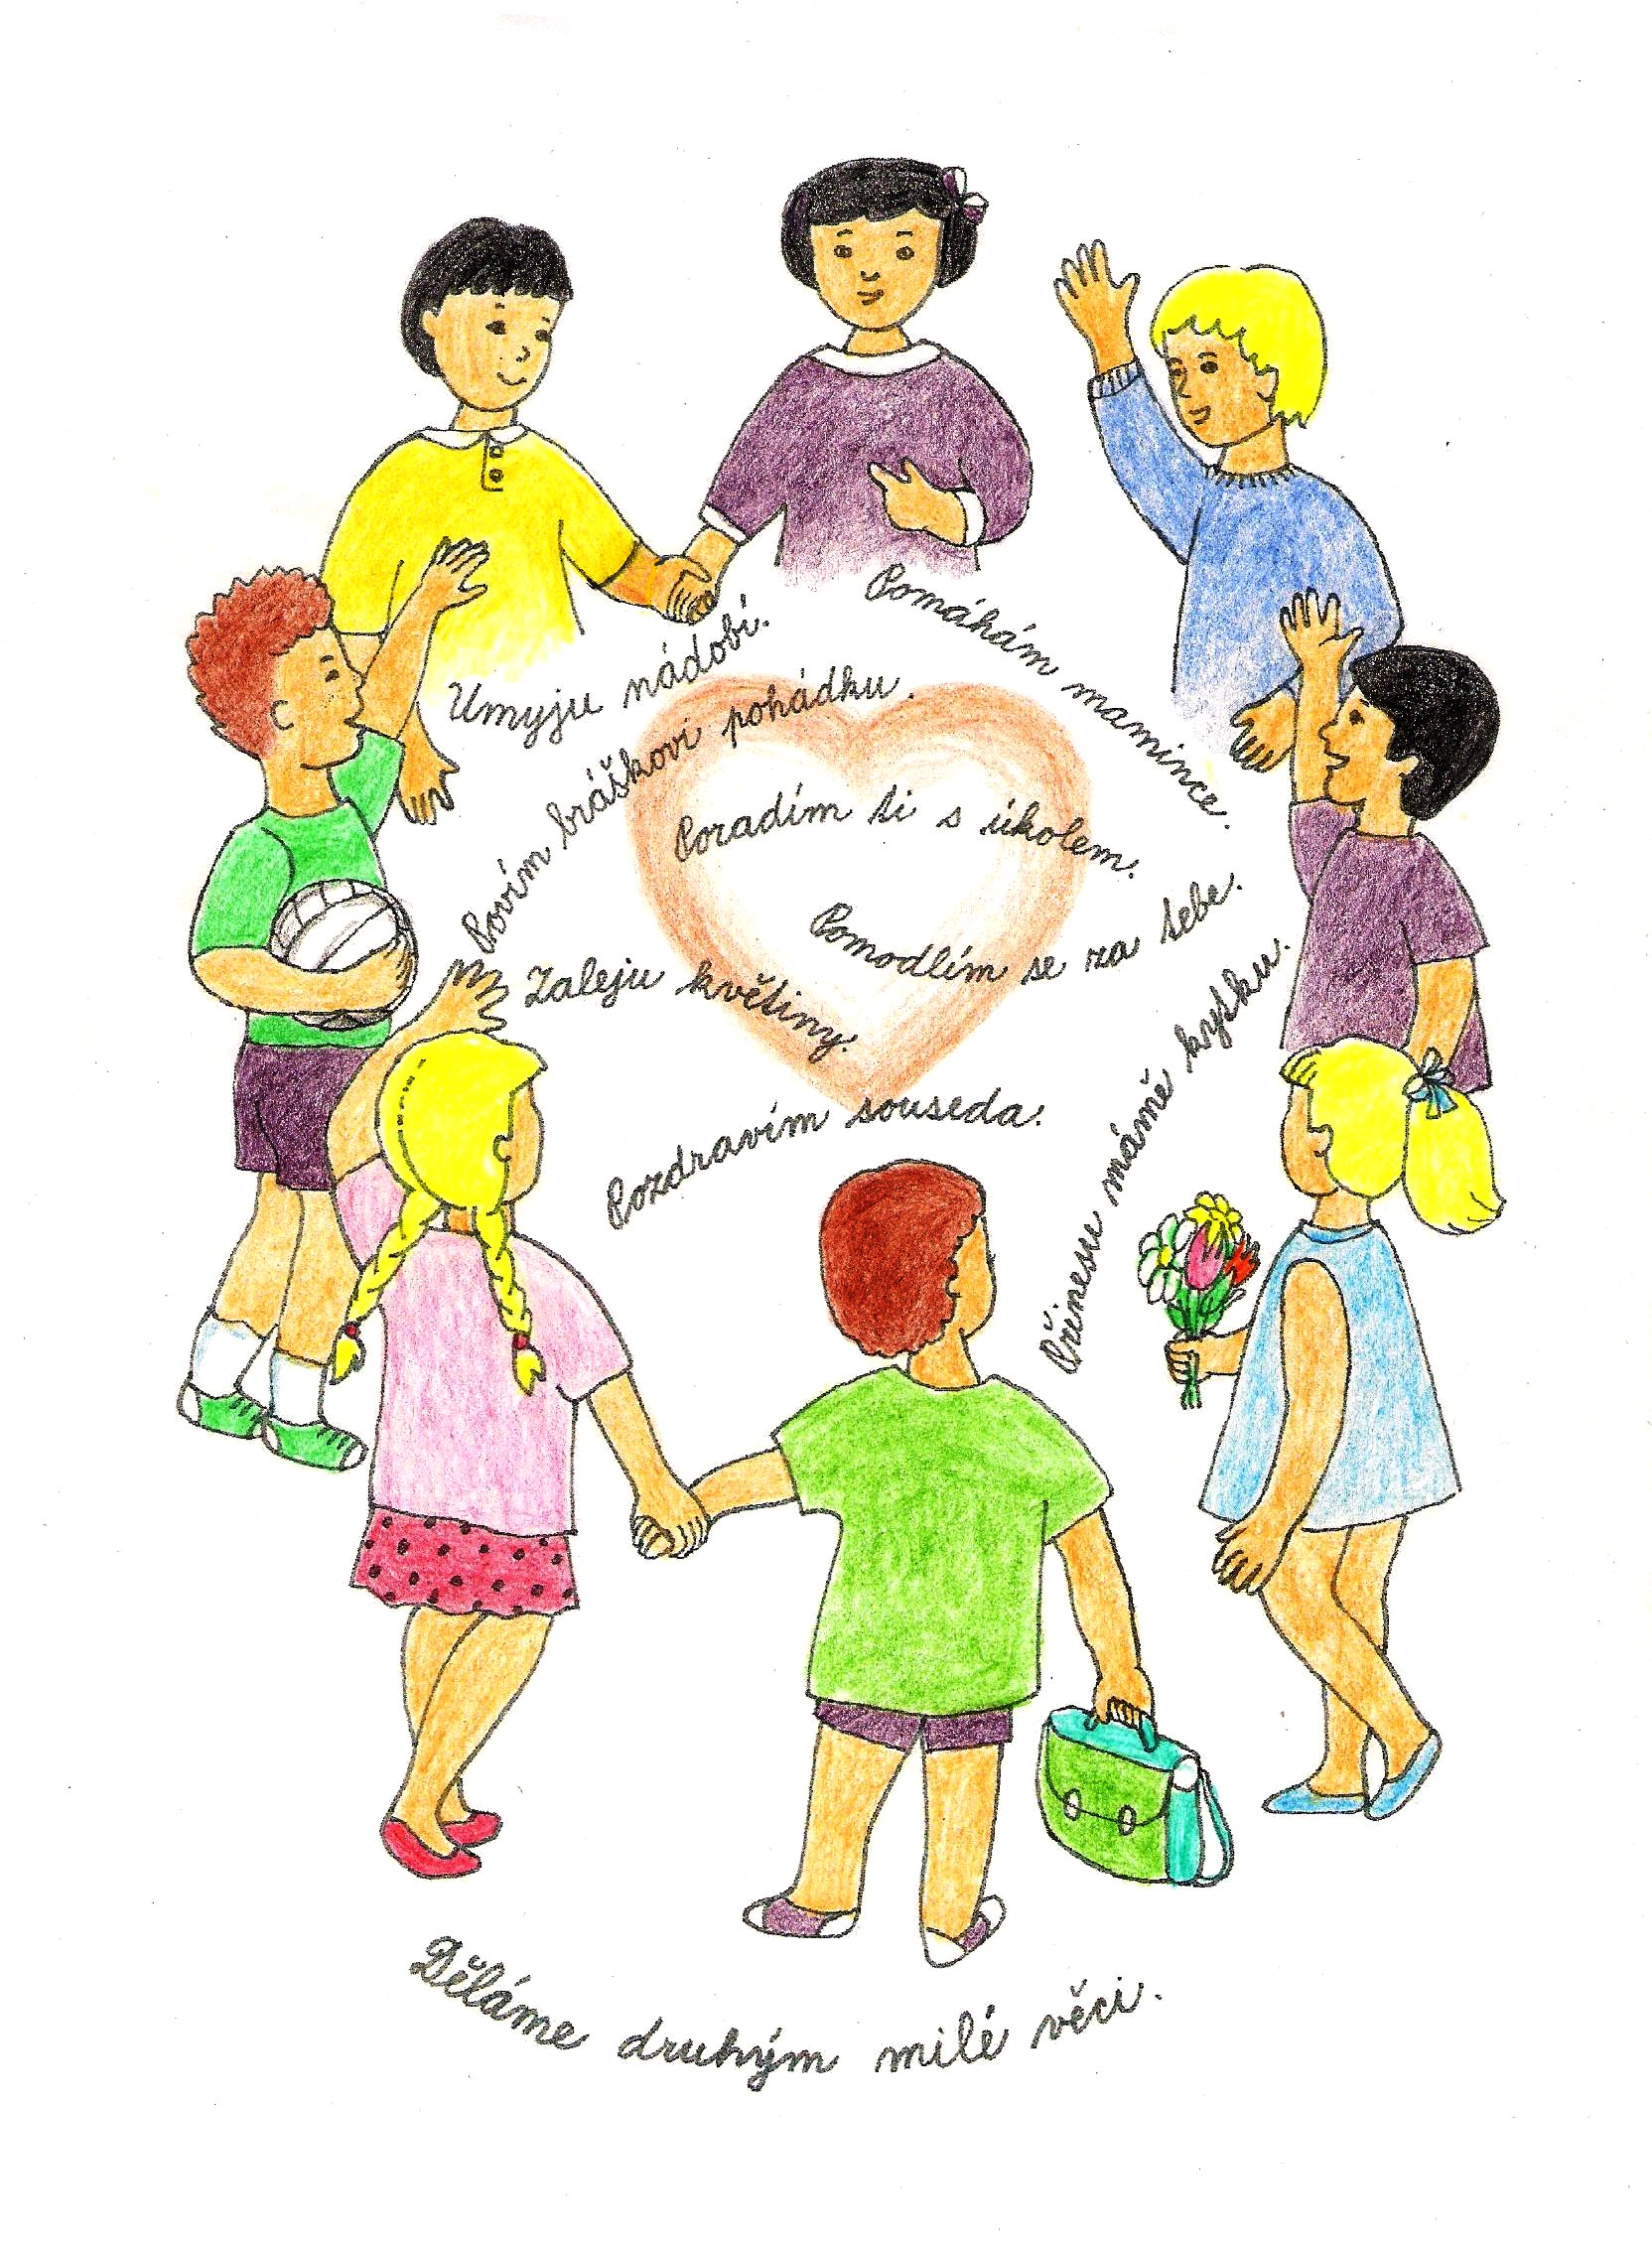 Umyju nádobí.
Pomáhám mamince.
Povím bráškovi pohádku.
Poradím ti s úkolem.
Pomodlím se za tebe.
Zaleju květiny.
Pozdravím souseda.
Přinesu mámě kytku.
Děláme druhým milé věci.